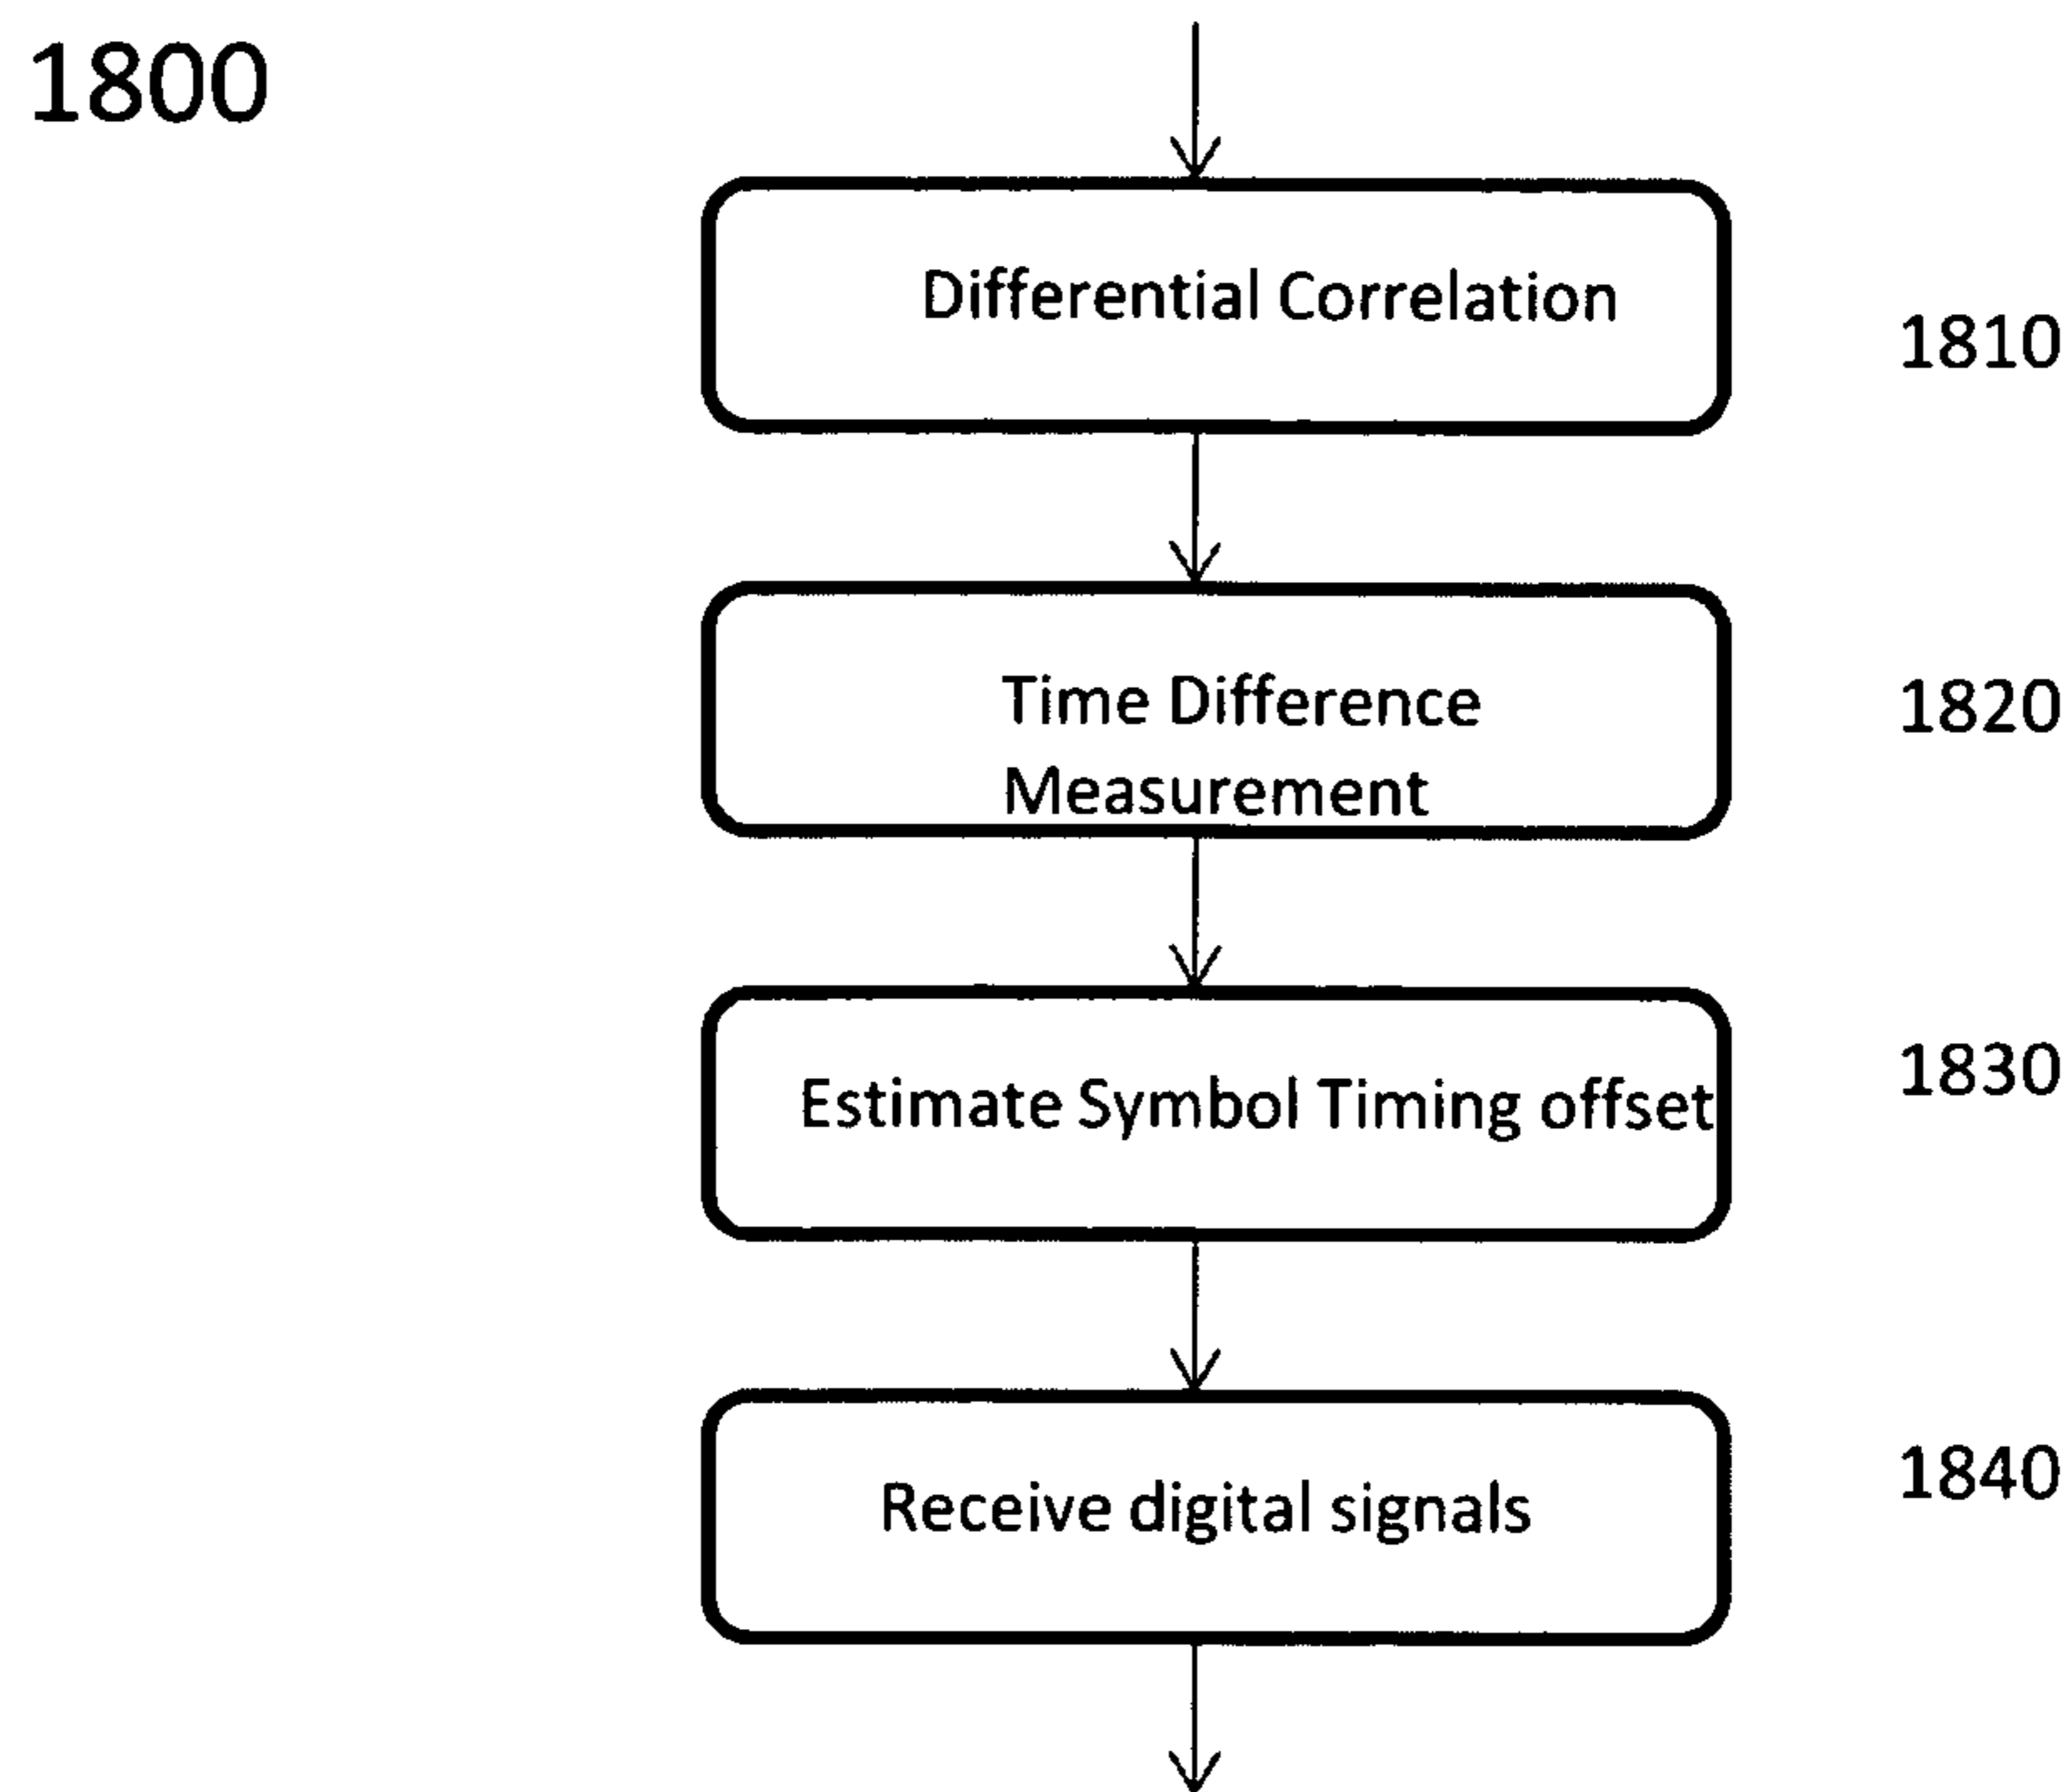 1800
Differential Correlation
1810
Time Difference
Measurement
1820
Estimate Symbol Timing offset
1830
Receive digital signals
1840